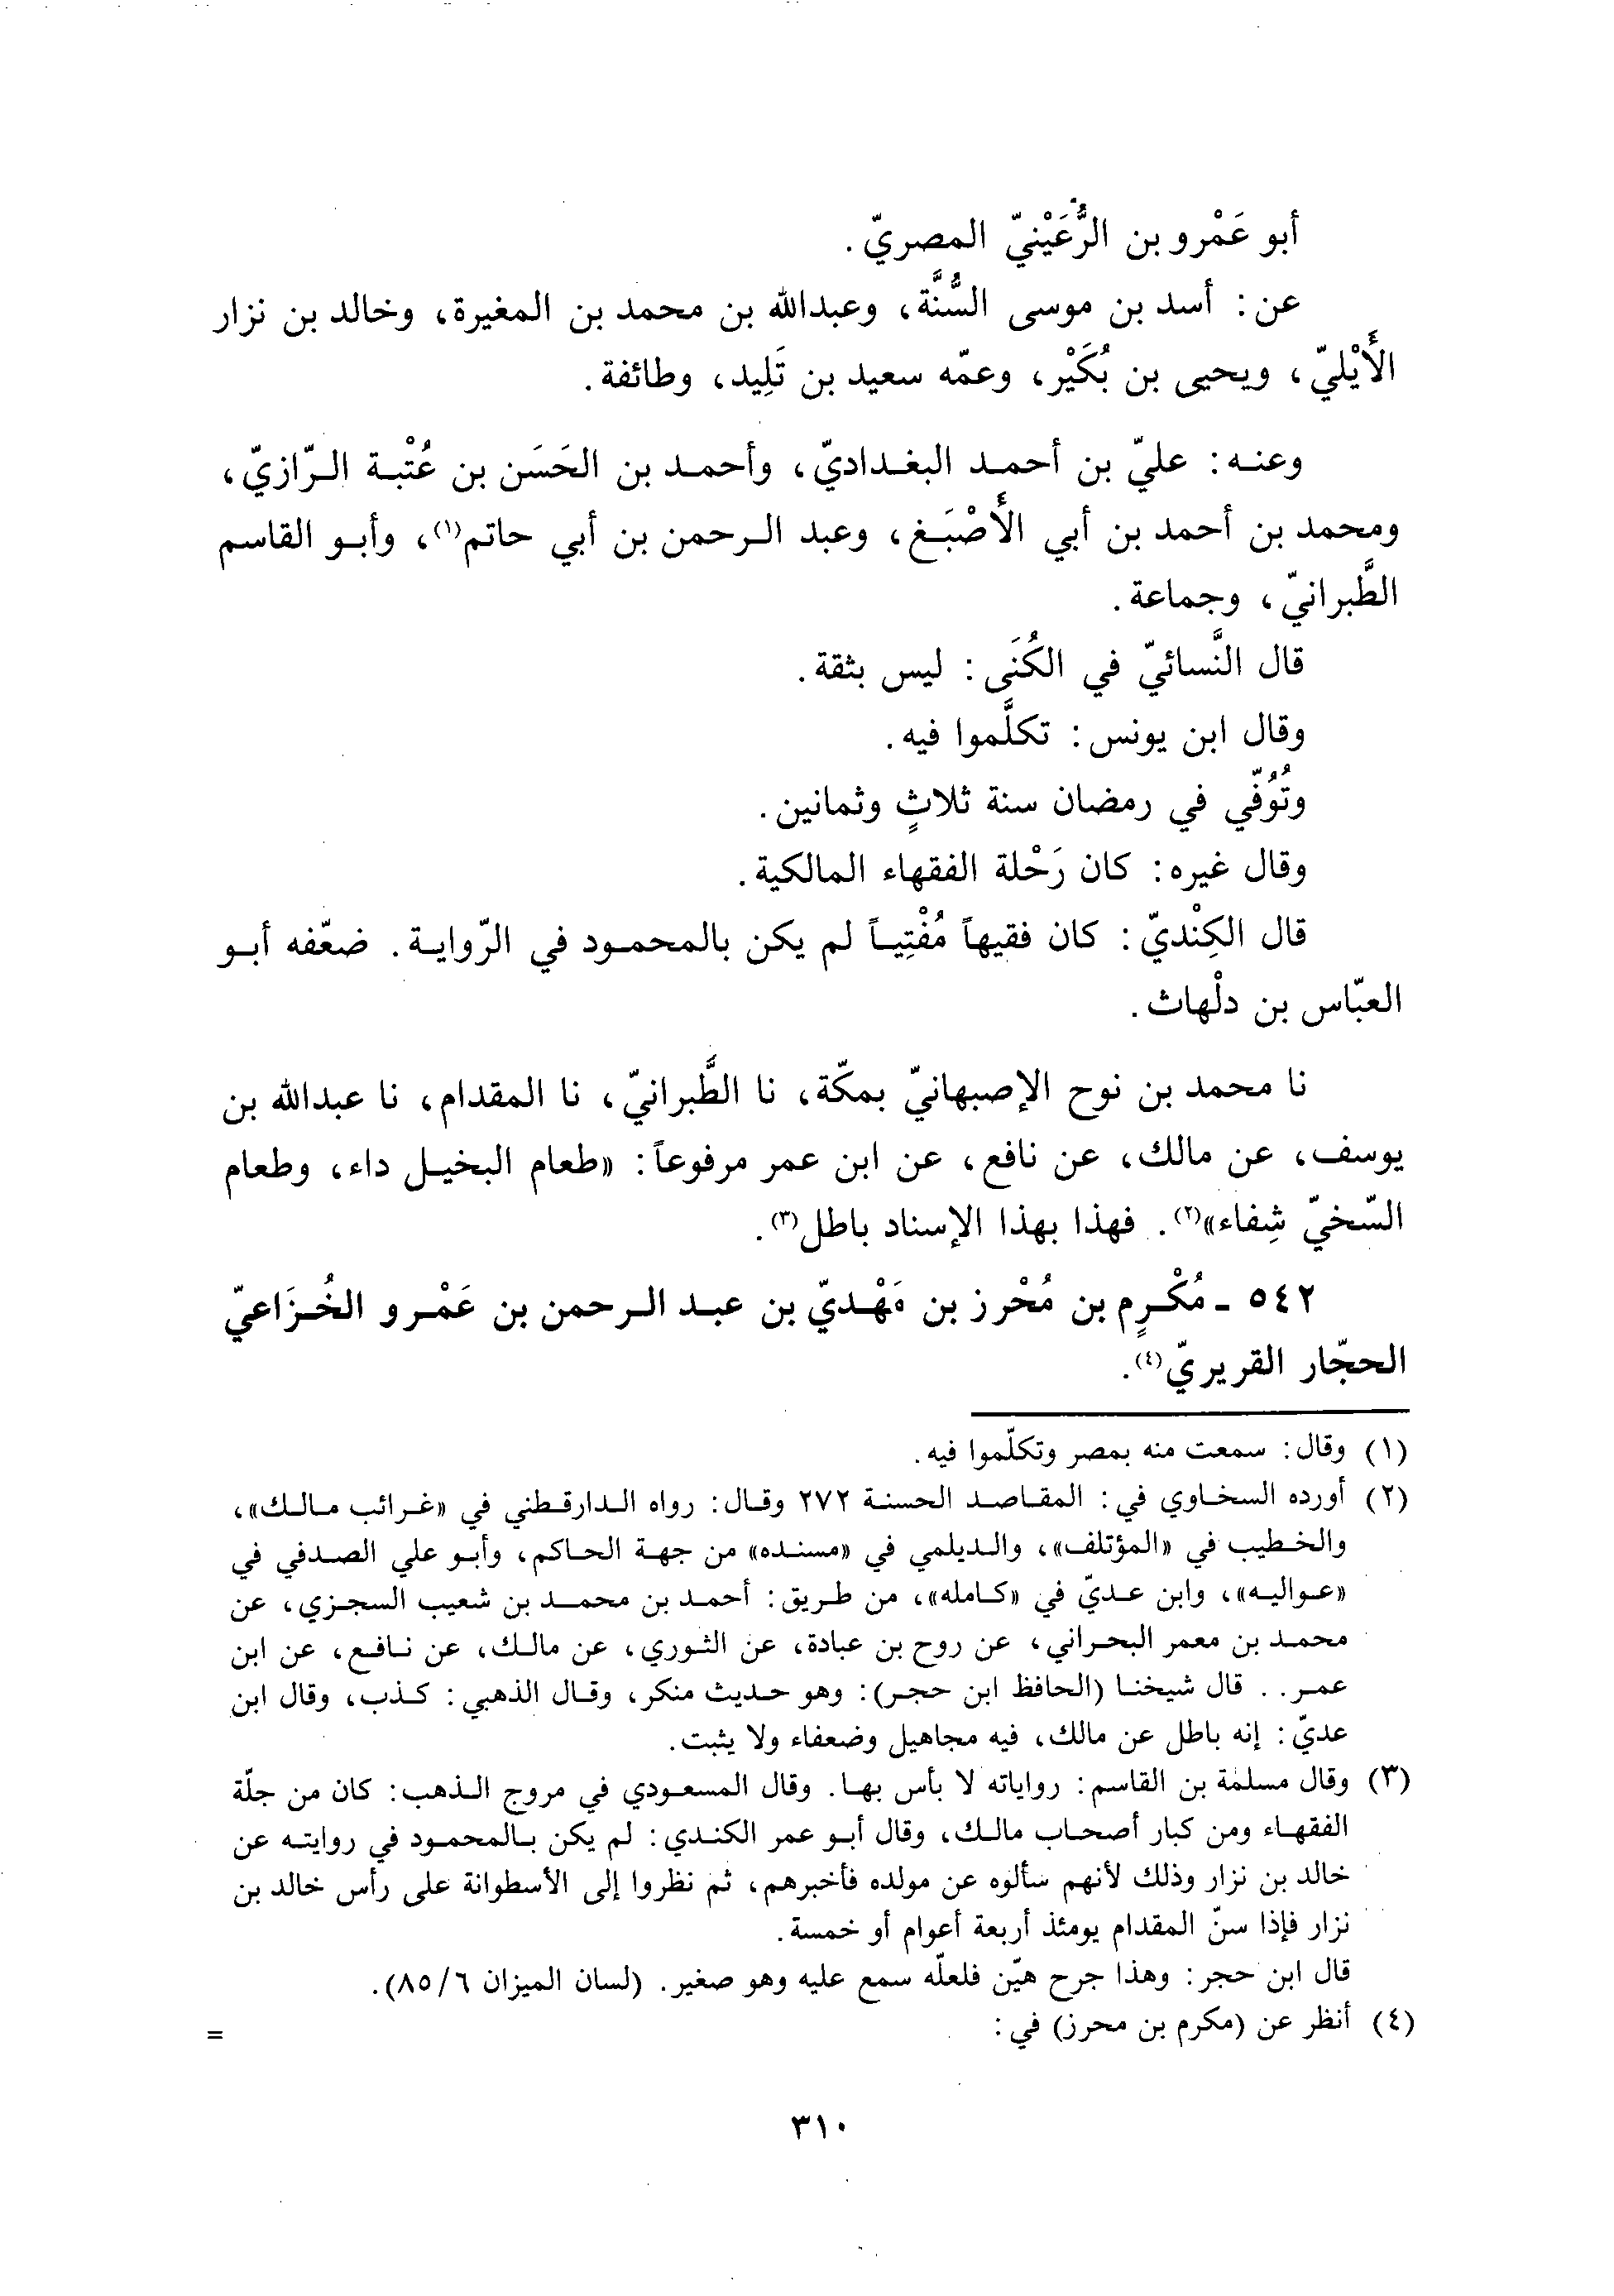 أبو عَمْرو بن الرُّعَيْنيّ المصريّ.
عن: أسد بن موسى السُّنَّة، وعبدالله بن محمد بن المغيرة، وخالد بن نزار
الأَيْليّ، ويحيى بن بُكَيْر، وعمّه سعيد بن تَلِيد، وطائفة.
وعنه: عليّ بن أحمد البغداديّ، وأحمد بن الحَسَن بن عُتْبة الرّازيّ،
ومحمد بن أحمد بن أبي الأَصْبَغ، وعبد الرحمن بن أبي حاتم(١)، وأبو القاسم
الطَّبرانيّ، وجماعة.
قال النَّسائيّ في الكُنَى: ليس بثقة.
وقال ابن يونس: تكلَّموا فيه.
وتُوُفّي في رمضان سنة ثلاثٍ وثمانين.
وقال غيره: كان رَحْلة الفقهاء المالكية.
قال الكِنْديّ: كان فقيهاً مُفْتِياً لم يكن بالمحمود في الرّواية. ضعّفه أبو
العبّاس بن دلْهاث.
نا محمد بن نوح الإصبهانيّ بمكّة، نا الطَّبرانيّ، نا المقدام، نا عبدالله بن
يوسف، عن مالك، عن نافع، عن ابن عمر مرفوعاً: «طعام البخيل داء، وطعام
السّخيّ شِفاء»(٢). فهذا بهذا الإسناد باطل(٣).
٥٤٢ ـ مُكْرِم بن مُحْرز بن مَهْديّ بن عبد الرحمن بن عَمْرو الخُزَاعيّ
الحجّار القريريّ(٤).
(١) وقال: سمعت منه بمصر وتكلّموا فيه.
(٢) أورده السخاوي في: المقاصد الحسنة ٢٧٢ وقال: رواه الدارقطني في «غرائب مالك»،
والخطيب في «المؤتلف»، والديلمي في «مسنده» من جهة الحاكم، وأبو علي الصدفي في
«عواليه»، وابن عديّ في «كامله»، من طريق: أحمد بن محمد بن شعيب السجزي، عن
محمد بن معمر البحراني، عن روح بن عبادة، عن الثوري، عن مالك، عن نافع، عن ابن
عمر.. قال شيخنا (الحافظ ابن حجر): وهو حديث منكر، وقال الذهبي: كذب، وقال ابن
عديّ: إنه باطل عن مالك، فيه مجاهيل وضعفاء ولا يثبت.
(٣) وقال مسلمة بن القاسم: رواياته لا بأس بها. وقال المسعودي في مروج الذهب: كان من جلّة
الفقهاء ومن كبار أصحاب مالك، وقال أبو عمر الكندي: لم يكن بالمحمود في روايته عن
خالد بن نزار وذلك لأنهم سألوه عن مولده فأخبرهم، ثم نظروا إلى الأسطوانة على رأس خالد بن
نزار فإذا سنّ المقدام يومئذ أربعة أعوام أو خمسة.
قال ابن حجر: وهذا جرح هيّن فلعلّه سمع عليه وهو صغير. (لسان الميزان ٨٥/٦).
(٤) أنظر عن (مكرم بن محرز) في: =
٣١٠